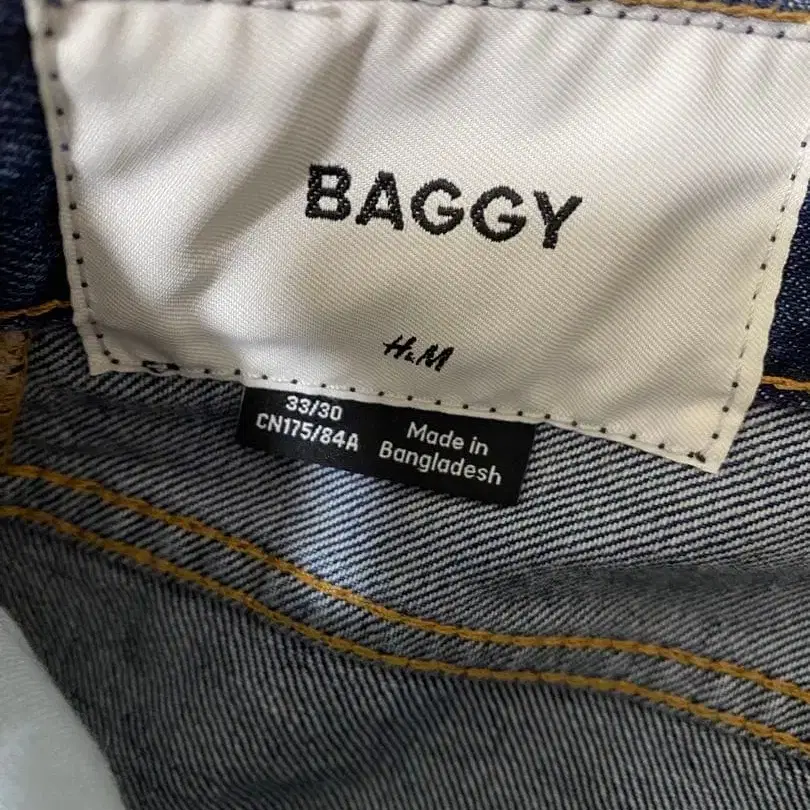 BAGGY
H&M
33/30
CN175/84A
Made in
Bangladesh